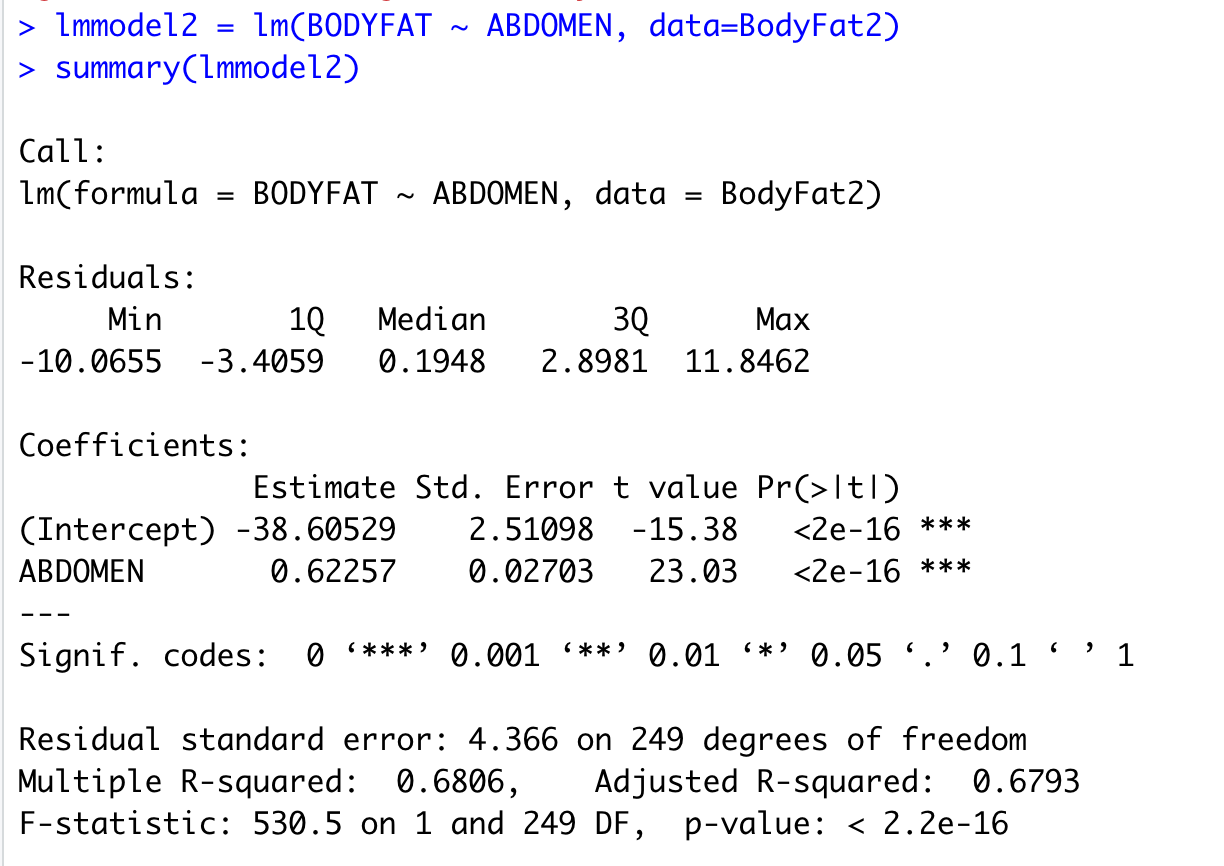 > lmmodel2 = lm(BODYFAT ~ ABDOMEN, data=BodyFat2)
> summary(lmmodel2)
Call:
lm(formula = BODYFAT ~ ABDOMEN, data = BodyFat2)
Residuals:
Min 1Q Median 3Q Max
-10.0655 -3.4059 0.1948 2.8981 11.8462
Coefficients:
Estimate Std. Error t value Pr(>|t|)
(Intercept) -38.60529 2.51098 -15.38 <2e-16 ***
ABDOMEN 0.62257 0.02703 23.03 <2e-16 ***
---
Signif. codes: 0 ‘***’ 0.001 ‘**’ 0.01 ‘*’ 0.05 ‘.’ 0.1 ‘ ’ 1
Residual standard error: 4.366 on 249 degrees of freedom
Multiple R-squared: 0.6806, Adjusted R-squared: 0.6793
F-statistic: 530.5 on 1 and 249 DF, p-value: < 2.2e-16